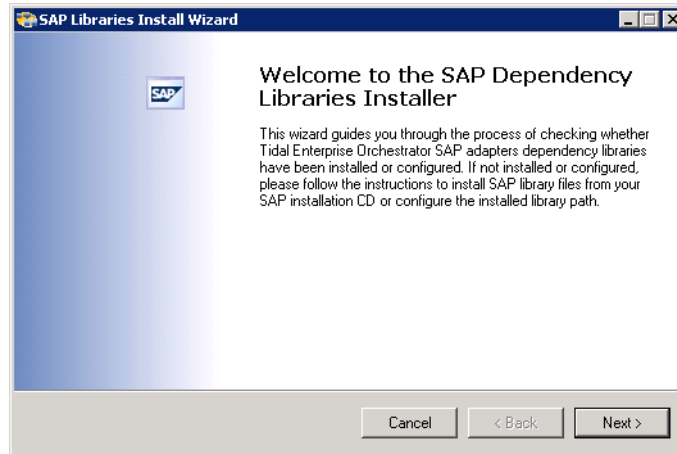 SAP Libraries Install Wizard
SAP
Welcome to the SAP Dependency
Libraries Installer
This wizard guides you through the process of checking whether
Tidal Enterprise Orchestrator SAP adapters dependency libraries
have been installed or configured. If not installed or configured,
please follow the instructions to install SAP library files from your
SAP installation CD or configure the installed library path.
Cancel
< Back
Next >